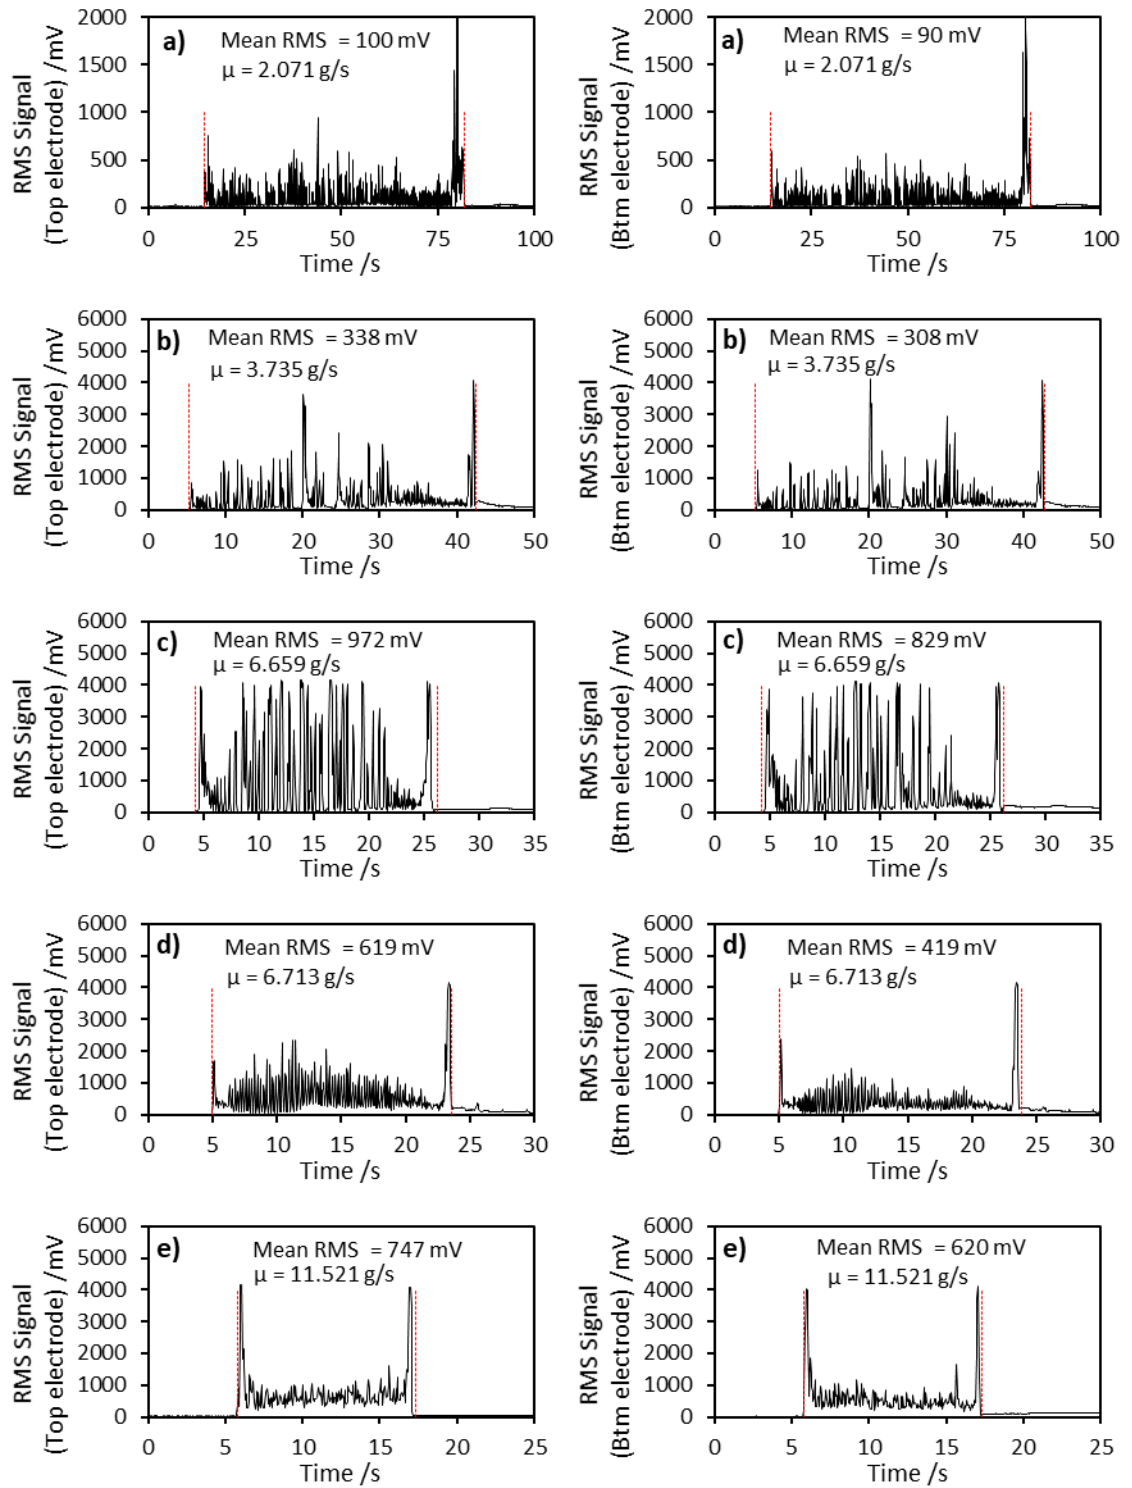 RMS Signal
(Top electrode) /mV
2000
1500
1000
500
0
a)
Mean RMS = 100 mV
μ = 2.071 g/s
0 25 50 75 100
Time /s
RMS Signal
(Btm electrode) /mV
2000
1500
1000
500
0
a)
Mean RMS = 90 mV
μ = 2.071 g/s
0 25 50 75 100
Time /s
RMS Signal
(Top electrode) /mV
6000
5000
4000
3000
2000
1000
0
b)
Mean RMS = 338 mV
μ = 3.735 g/s
0 10 20 30 40 50
Time /s
RMS Signal
(Btm electrode) /mV
6000
5000
4000
3000
2000
1000
0
b)
Mean RMS = 308 mV
μ = 3.735 g/s
0 10 20 30 40 50
Time /s
RMS Signal
(Top electrode) /mV
6000
5000
4000
3000
2000
1000
0
c)
Mean RMS = 972 mV
μ = 6.659 g/s
0 5 10 15 20 25 30 35
Time /s
RMS Signal
(Btm electrode) /mV
6000
5000
4000
3000
2000
1000
0
c)
Mean RMS = 829 mV
μ = 6.659 g/s
0 5 10 15 20 25 30 35
Time /s
RMS Signal
(Top electrode) /mV
6000
5000
4000
3000
2000
1000
0
d)
Mean RMS = 619 mV
μ = 6.713 g/s
0 5 10 15 20 25 30
Time /s
RMS Signal
(Btm electrode) /mV
6000
5000
4000
3000
2000
1000
0
d)
Mean RMS = 419 mV
μ = 6.713 g/s
0 5 10 15 20 25 30
Time /s
RMS Signal
(Top electrode) /mV
6000
5000
4000
3000
2000
1000
0
e)
Mean RMS = 747 mV
μ = 11.521 g/s
0 5 10 15 20 25
Time /s
RMS Signal
(Btm electrode) /mV
6000
5000
4000
3000
2000
1000
0
e)
Mean RMS = 620 mV
μ = 11.521 g/s
0 5 10 15 20 25
Time /s